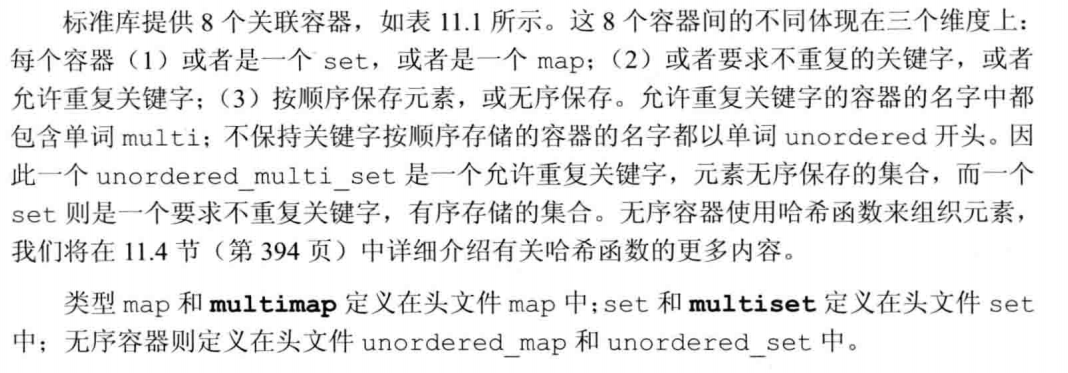 标准库提供 8 个关联容器，如表 11.1 所示。这 8 个容器间的不同体现在三个维度上：
每个容器（1）或者是一个 set，或者是一个 map；（2）或者要求不重复的关键字，或者
允许重复关键字；（3）按顺序保存元素，或无序保存。允许重复关键字的容器的名字中都
包含单词 multi；不保持关键字按顺序存储的容器的名字都以单词 unordered 开头。因
此一个 unordered_multi_set 是一个允许重复关键字，元素无序保存的集合，而一个
set 则是一个要求不重复关键字，有序存储的集合。无序容器使用哈希函数来组织元素，
我们将在 11.4 节（第 394 页）中详细介绍有关哈希函数的更多内容。
类型 map 和 multimap 定义在头文件 map 中；set 和 multiset 定义在头文件 set
中；无序容器则定义在头文件 unordered_map 和 unordered_set 中。